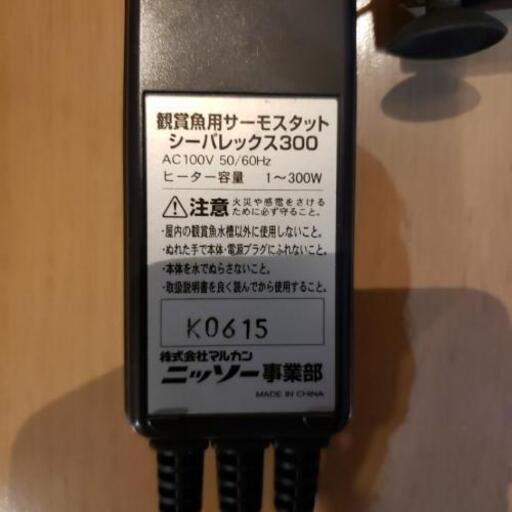 観賞魚用サーモスタット
シーパレックス300
AC100V 50/60Hz
ヒーター容量 1～300W
⚠注意 火災や感電をさける
ために必ず守ること。
・屋内の観賞魚水槽以外に使用しないこと。
・ぬれた手で本体・電源プラグにふれないこと。
・本体を水でぬらさないこと。
・取扱説明書を良く読んでから使用すること。
K0615
株式会社マルカン
ニッソー事業部
MADE IN CHINA